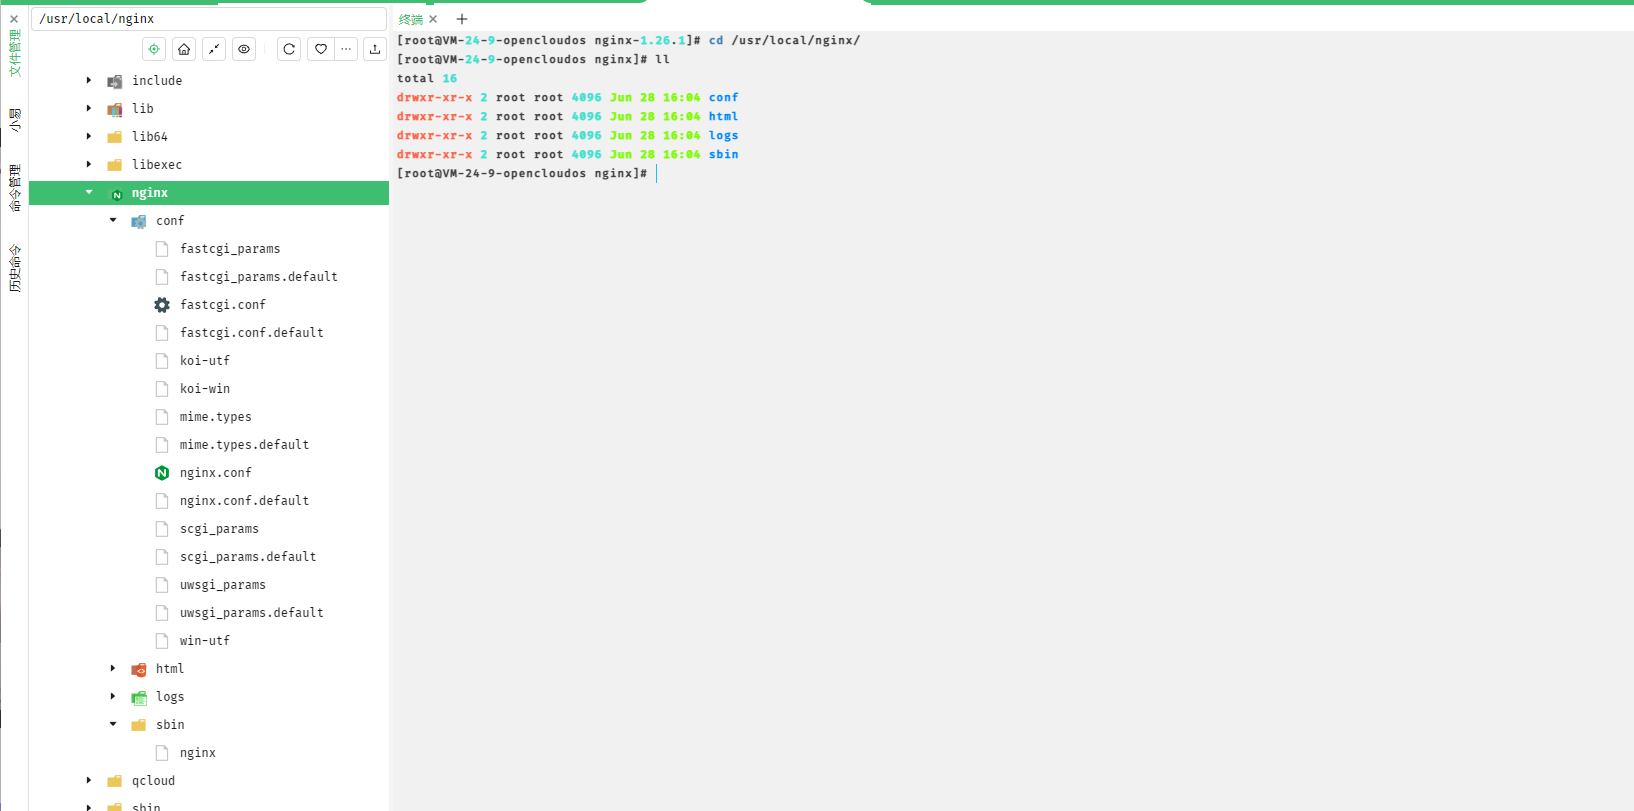 /usr/local/nginx
文件管理
小易
命令管理
历史命令
include
lib
lib64
libexec
nginx
conf
fastcgi_params
fastcgi_params.default
fastcgi.conf
fastcgi.conf.default
koi-utf
koi-win
mime.types
mime.types.default
nginx.conf
nginx.conf.default
scgi_params
scgi_params.default
uwsgi_params
uwsgi_params.default
win-utf
html
logs
sbin
nginx
qcloud
sbin
终端
[root@VM-24-9-opencloudos nginx-1.26.1]# cd /usr/local/nginx/
[root@VM-24-9-opencloudos nginx]# ll
total 16
drwxr-xr-x 2 root root 4096 Jun 28 16:04 conf
drwxr-xr-x 2 root root 4096 Jun 28 16:04 html
drwxr-xr-x 2 root root 4096 Jun 28 16:04 logs
drwxr-xr-x 2 root root 4096 Jun 28 16:04 sbin
[root@VM-24-9-opencloudos nginx]#